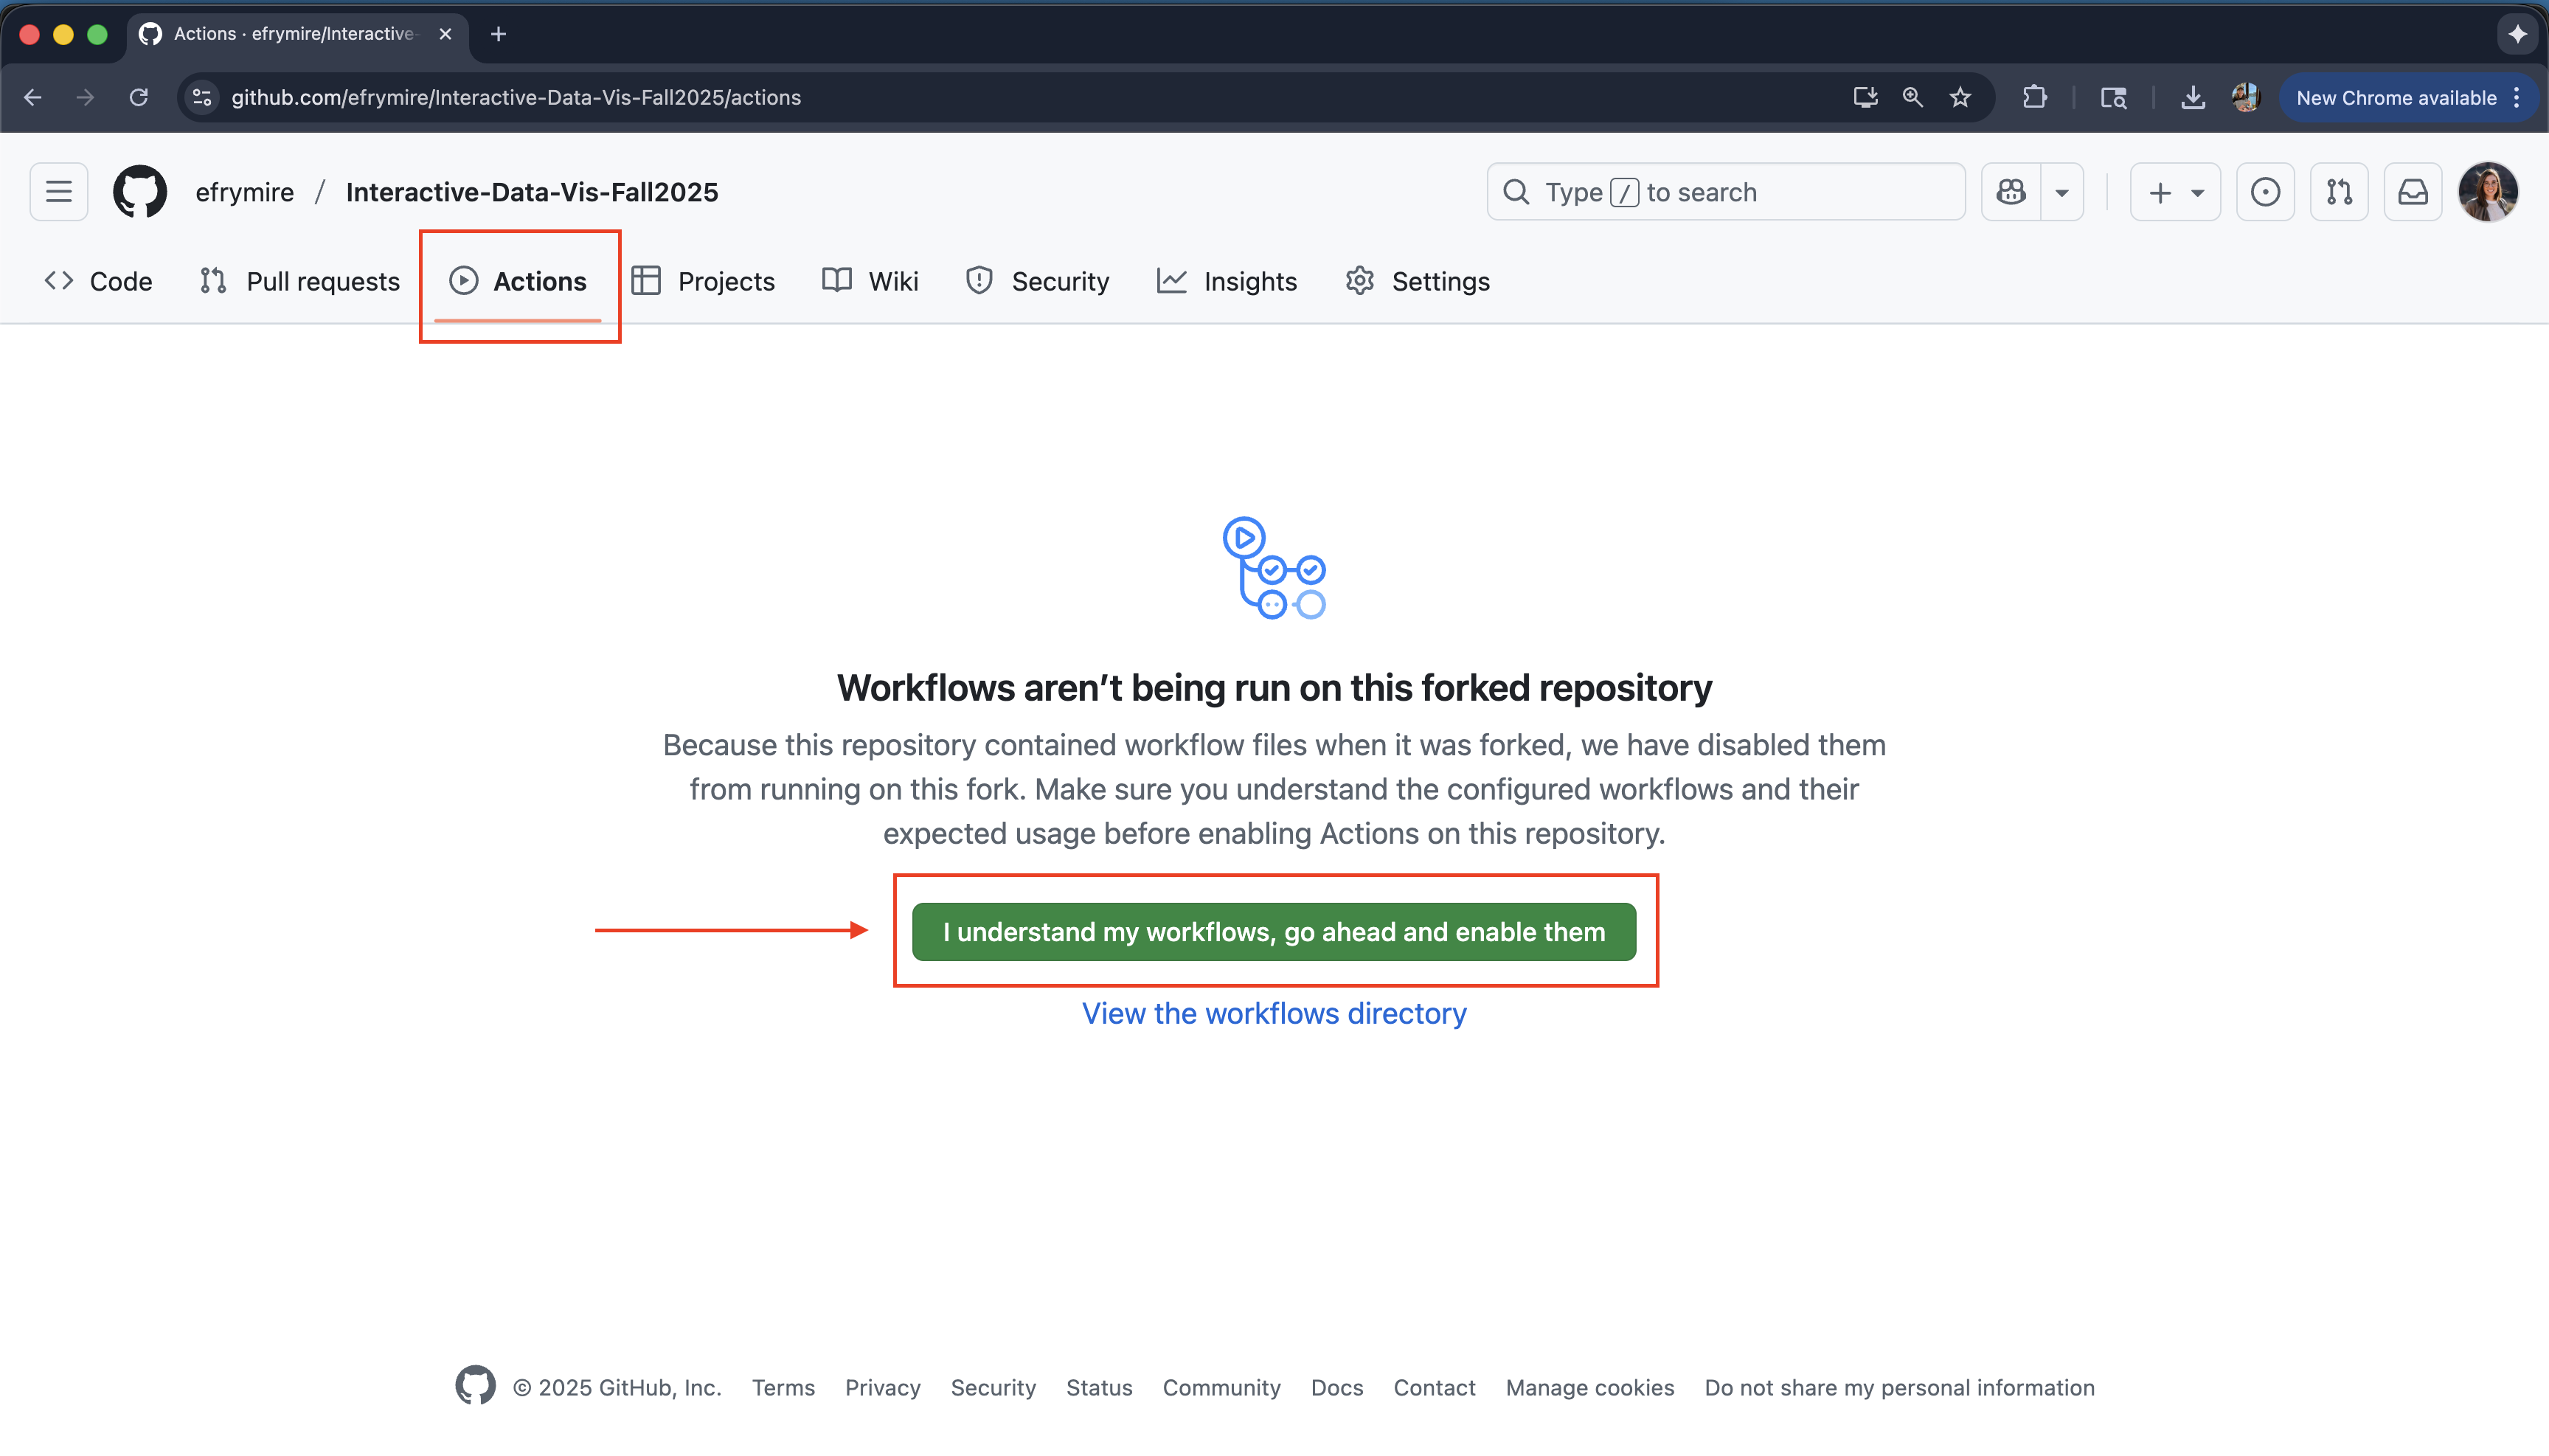 Actions · efrymire/Interactive-
github.com/efrymire/Interactive-Data-Vis-Fall2025/actions
New Chrome available
efrymire / Interactive-Data-Vis-Fall2025
Type / to search
Code Pull requests Actions Projects Wiki Security Insights Settings
Workflows aren’t being run on this forked repository
Because this repository contained workflow files when it was forked, we have disabled them
from running on this fork. Make sure you understand the configured workflows and their
expected usage before enabling Actions on this repository.
I understand my workflows, go ahead and enable them
View the workflows directory
© 2025 GitHub, Inc. Terms Privacy Security Status Community Docs Contact Manage cookies Do not share my personal information